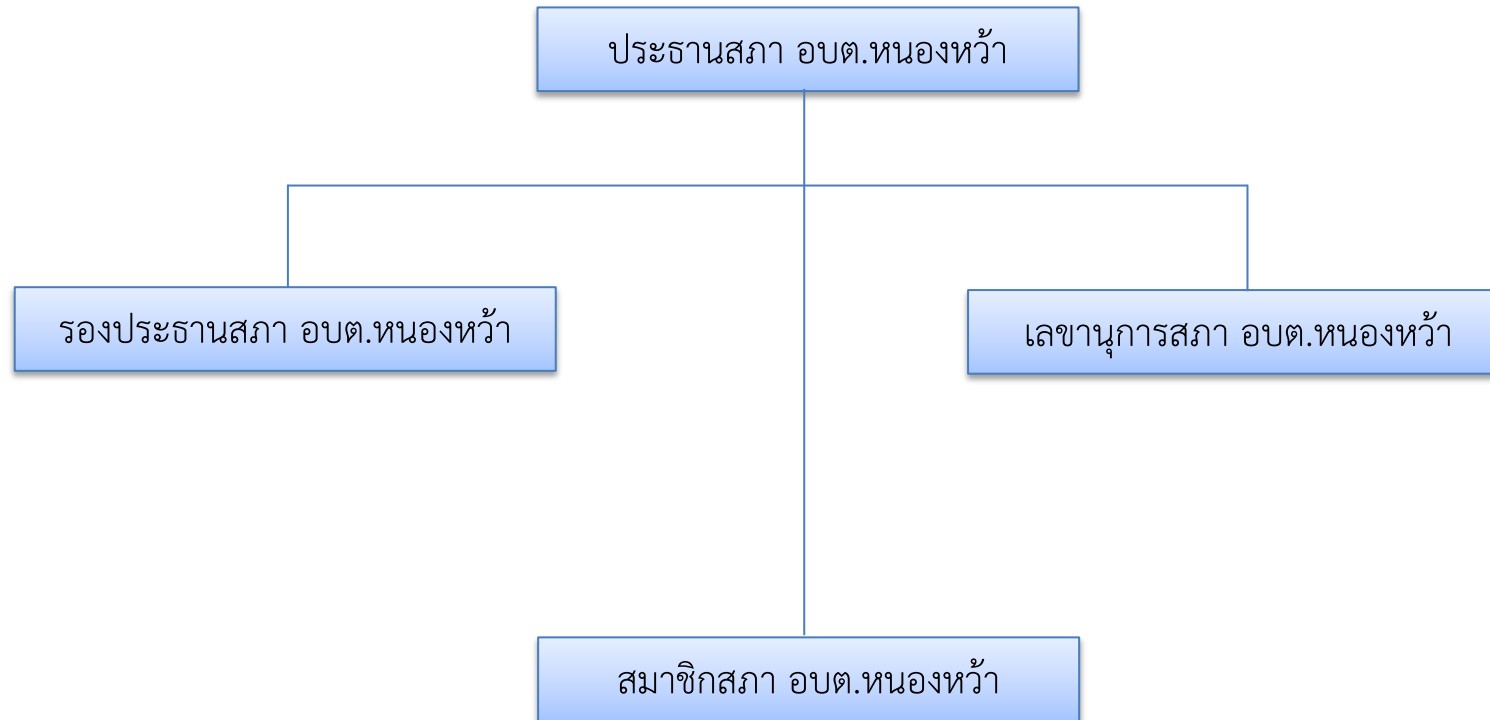 ประธานสภา อบต.หนองหว้า
รองประธานสภา อบต.หนองหว้า
เลขานุการสภา อบต.หนองหว้า
สมาชิกสภา อบต.หนองหว้า